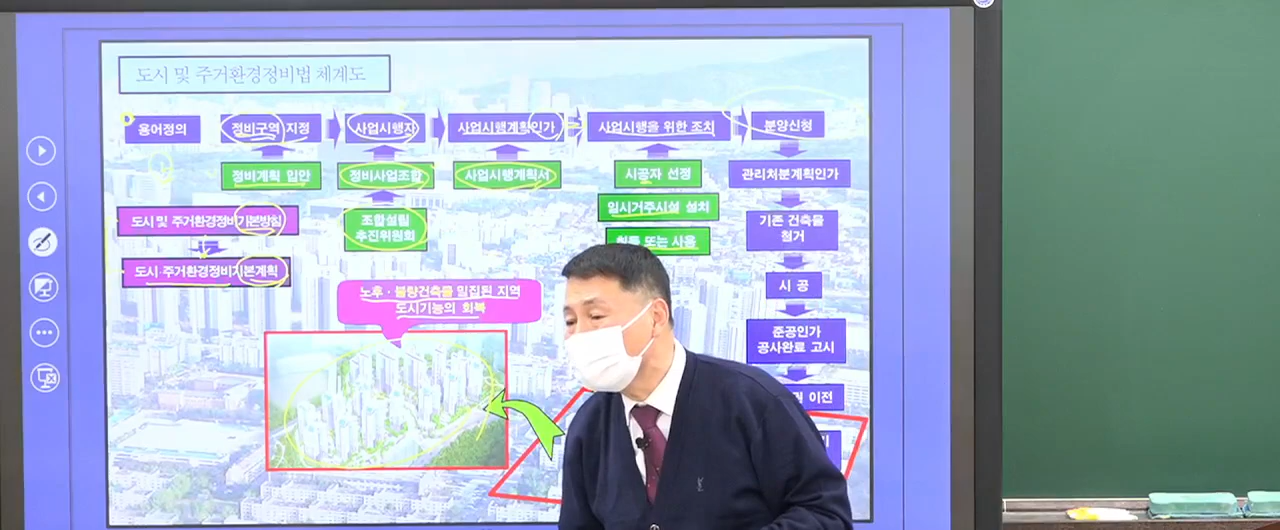 도시 및 주거환경정비법 체계도
용어정의
정비구역 지정
사업시행자
사업시행계획인가
사업시행을 위한 조치
분양신청
정비계획 입안
정비사업조합
사업시행계획서
시공자 선정
관리처분계획인가
도시 및 주거환경정비기본방침
조합설립
추진위원회
임시거주시설 설치
기존 건축물
철거
또는 사용
도시·주거환경정비기본계획
시 공
노후·불량건축물 밀집된 지역
도시기능의 회복
준공인가
공사완료 고시
이전